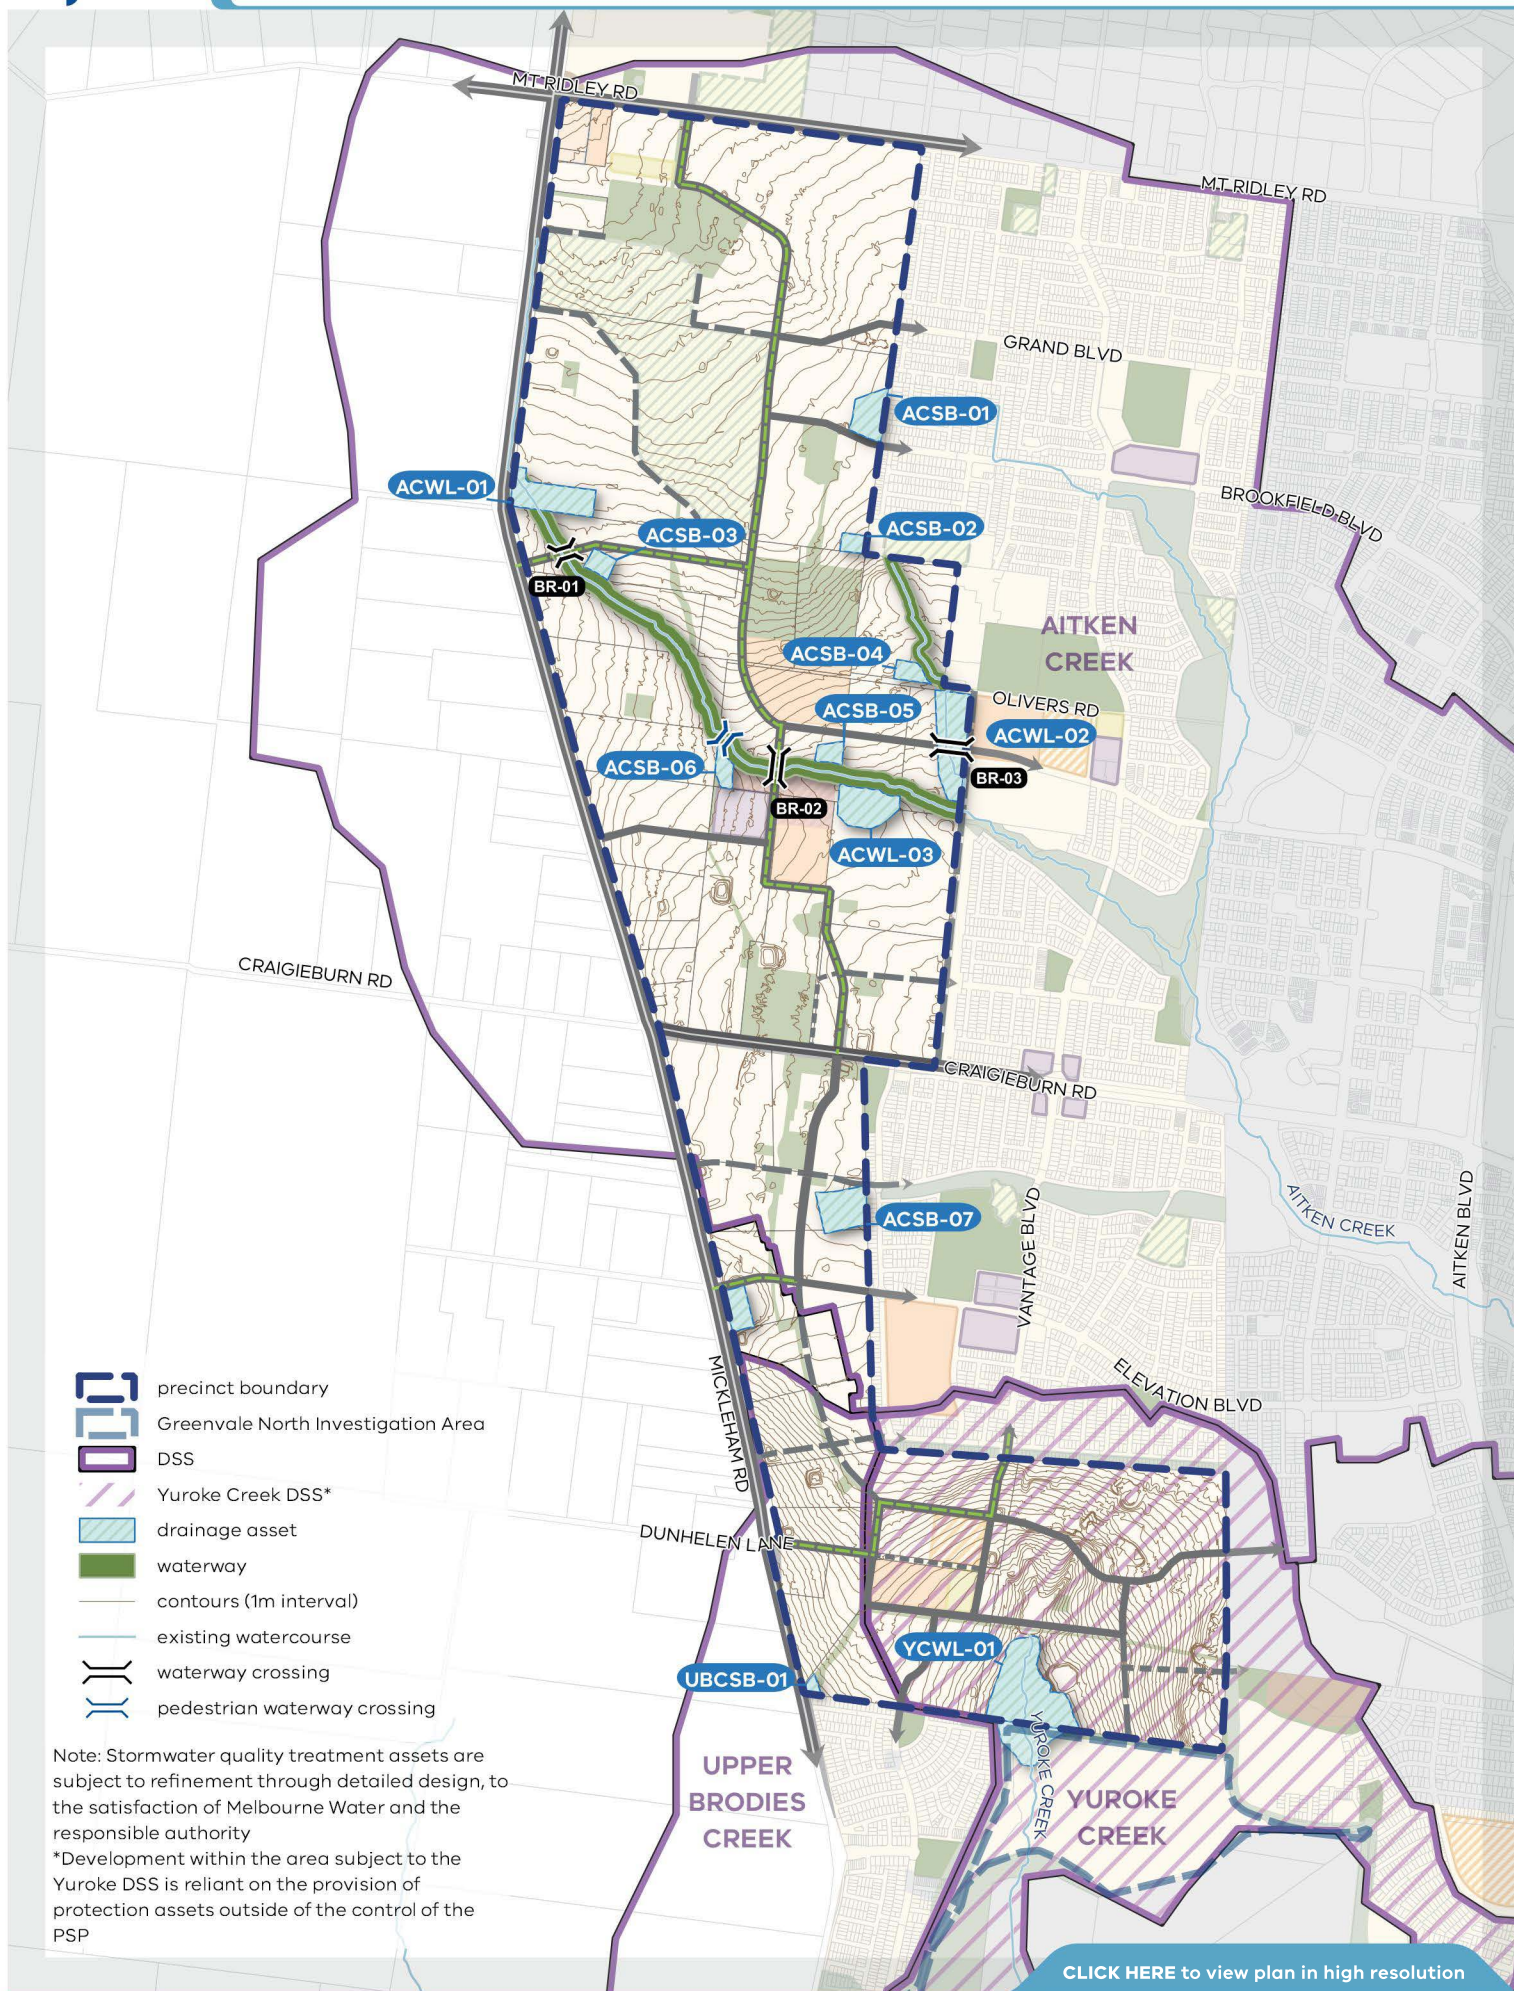 MT RIDLEY RD
MT RIDLEY RD
GRAND BLVD
ACSB-01
ACWL-01
BROOKFIELD BLVD
ACSB-02
ACSB-03
BR-01
AITKEN
CREEK
ACSB-04
OLIVERS RD
ACSB-05
ACWL-02
ACSB-06
BR-03
BR-02
ACWL-03
CRAIGIEBURN RD
CRAIGIEBURN RD
ACSB-07
VANTAGE BLVD
AITKEN CREEK
AITKEN BLVD
MICKLEHAM RD
ELEVATION BLVD
DUNHELEN LANE
YCWL-01
UBCSB-01
YUROKE CREEK
UPPER
BRODIES
CREEK
YUROKE
CREEK
precinct boundary
Greenvale North Investigation Area
DSS
Yuroke Creek DSS*
drainage asset
waterway
contours (1m interval)
existing watercourse
waterway crossing
pedestrian waterway crossing
Note: Stormwater quality treatment assets are
subject to refinement through detailed design, to
the satisfaction of Melbourne Water and the
responsible authority
*Development within the area subject to the
Yuroke DSS is reliant on the provision of
protection assets outside of the control of the
PSP
CLICK HERE to view plan in high resolution